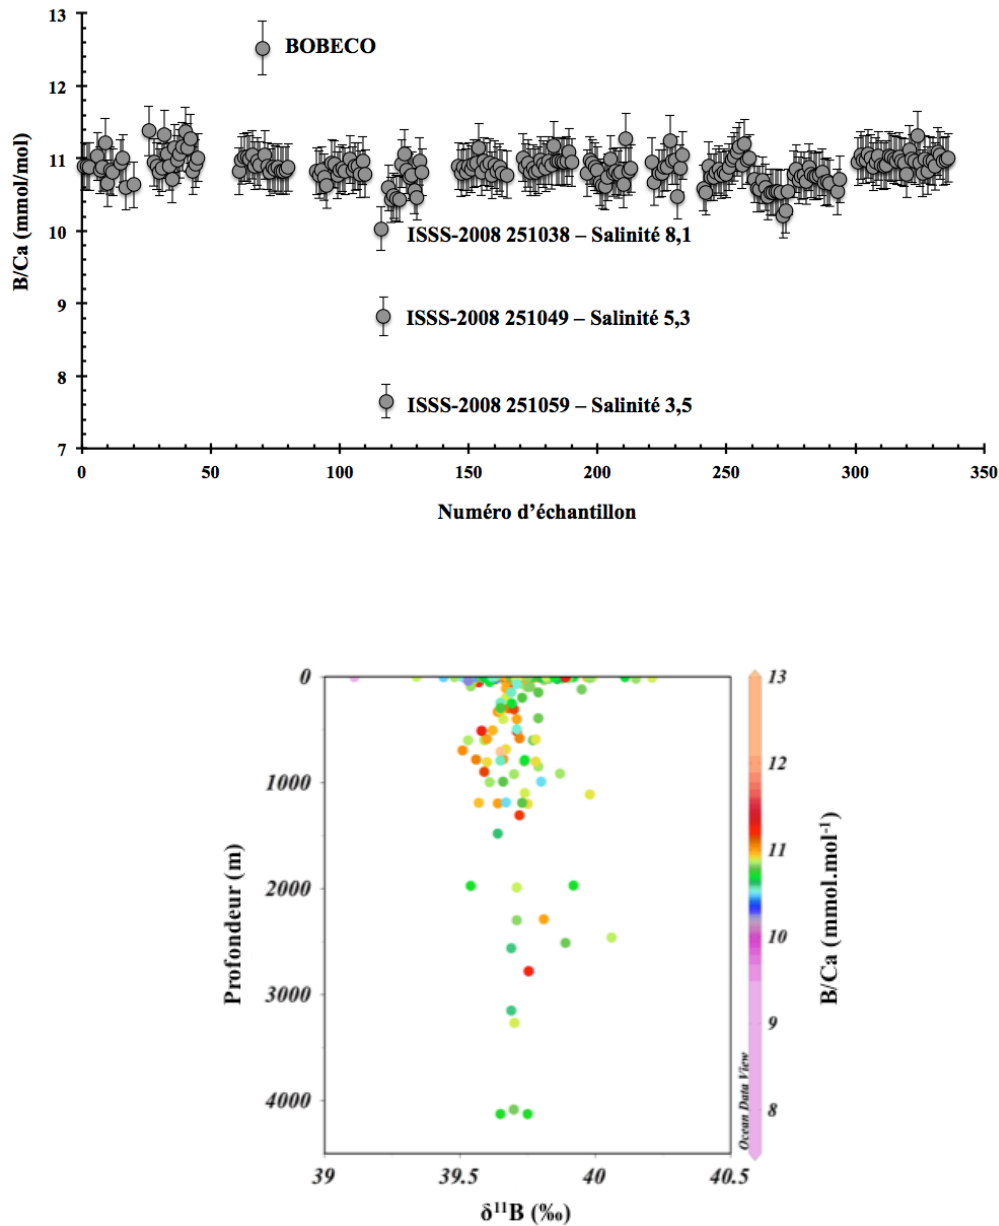 13
BOBECO
12
11
10
ISSS-2008 251038 – Salinité 8,1
9
ISSS-2008 251049 – Salinité 5,3
8
ISSS-2008 251059 – Salinité 3,5
7
B/Ca (mmol/mol)
0 50 100 150 200 250 300 350
Numéro d’échantillon
0
1000
2000
3000
4000
Profondeur (m)
39 39.5 40 40.5
δ¹¹B (‰)
13
12
11
10
9
8
B/Ca (mmol.mol⁻¹)
Ocean Data View